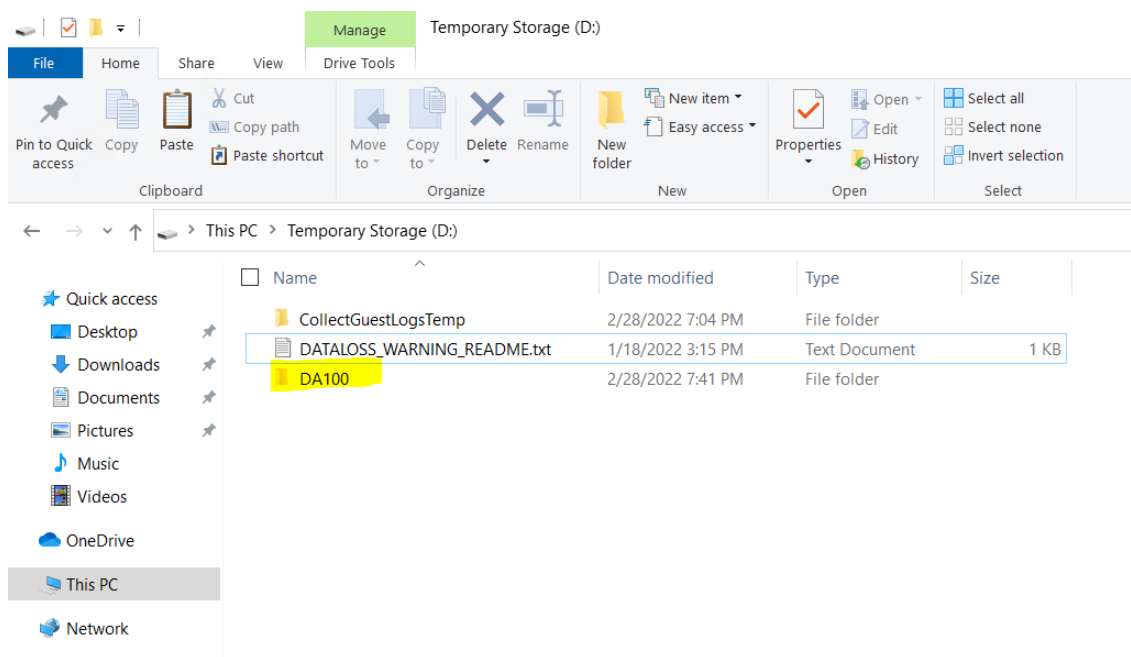 Manage
Temporary Storage (D:)
File
Home
Share
View
Drive Tools
Pin to Quick access
Copy
Paste
Cut
Copy path
Paste shortcut
Clipboard
Move to
Copy to
Delete
Rename
Organize
New folder
New item
Easy access
New
Properties
Open
Edit
History
Open
Select all
Select none
Invert selection
Select
This PC
Temporary Storage (D:)
Name
Date modified
Type
Size
Quick access
Desktop
Downloads
Documents
Pictures
Music
Videos
OneDrive
This PC
Network
CollectGuestLogsTemp 2/28/2022 7:04 PM File folder
DATALOSS_WARNING_README.txt 1/18/2022 3:15 PM Text Document 1 KB
DA100 2/28/2022 7:41 PM File folder